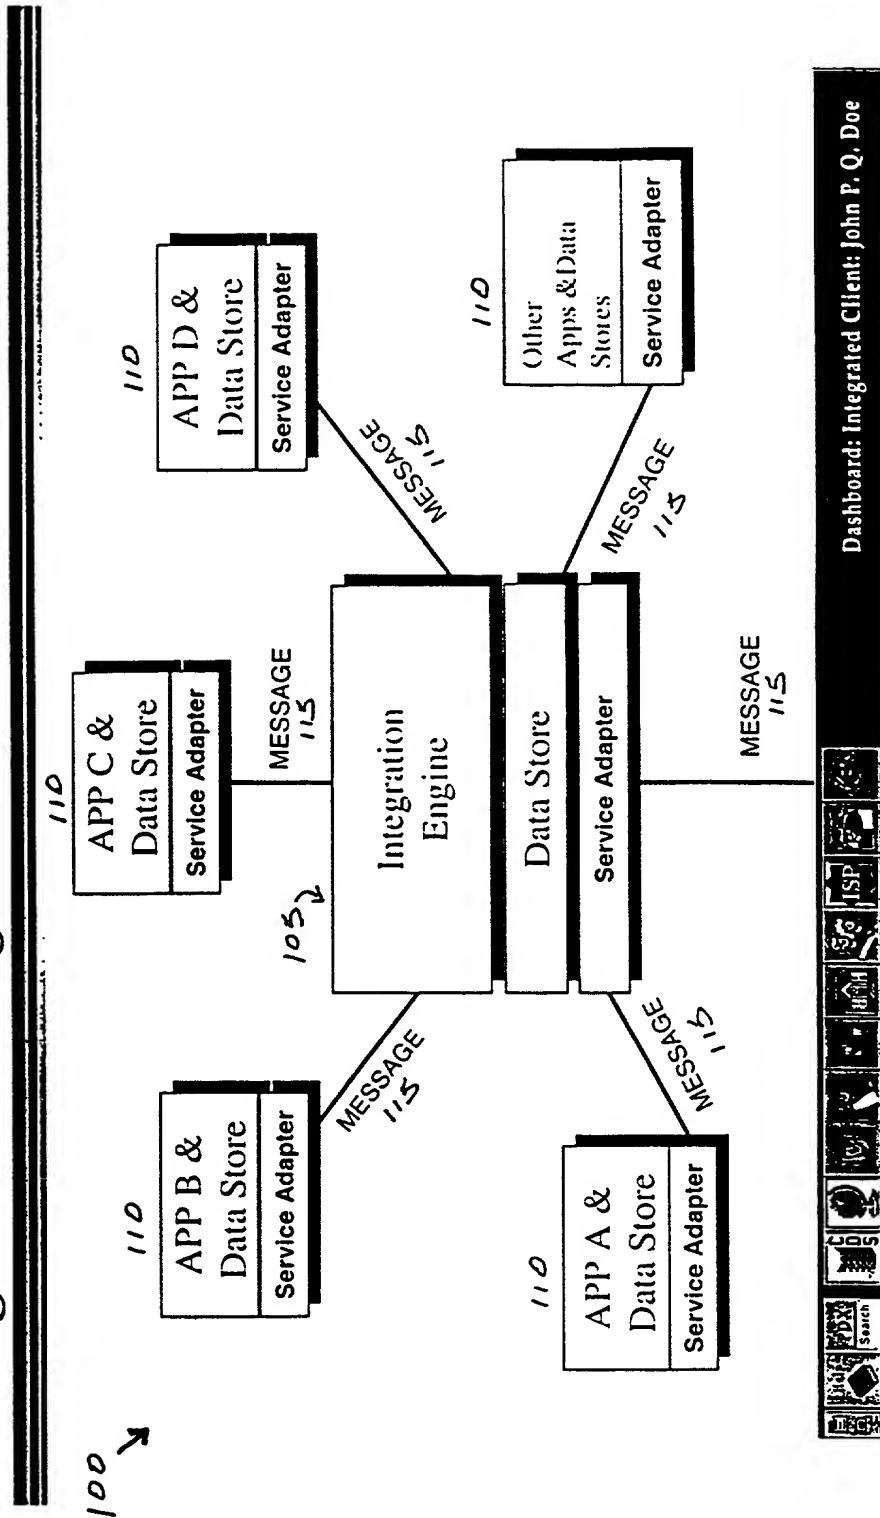 100
110
APP C &
Data Store
Service Adapter
110
APP B &
Data Store
Service Adapter
110
APP D &
Data Store
Service Adapter
MESSAGE
115
MESSAGE
115
MESSAGE
115
105
Integration
Engine
Data Store
Service Adapter
110
APP A &
Data Store
Service Adapter
110
Other
Apps &Data
Stores
Service Adapter
MESSAGE
115
MESSAGE
115
MESSAGE
115
PDX
Search
CDS
ISP
Dashboard: Integrated Client: John P. Q. Doe